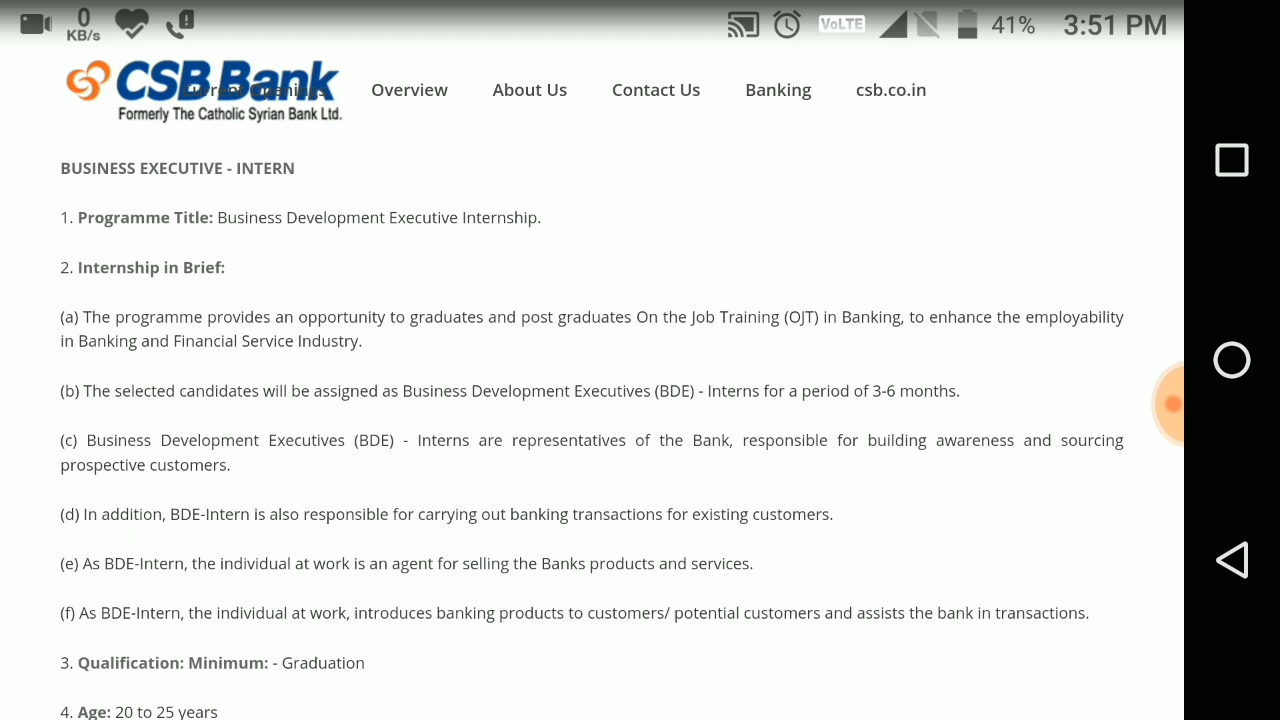 0
KB/s
VoLTE
41%
3:51 PM
CSB Bank
Formerly The Catholic Syrian Bank Ltd.
Current Openings
Overview
About Us
Contact Us
Banking
csb.co.in
BUSINESS EXECUTIVE - INTERN
1. Programme Title: Business Development Executive Internship.
2. Internship in Brief:
(a) The programme provides an opportunity to graduates and post graduates On the Job Training (OJT) in Banking, to enhance the employability
in Banking and Financial Service Industry.
(b) The selected candidates will be assigned as Business Development Executives (BDE) - Interns for a period of 3-6 months.
(c) Business Development Executives (BDE) - Interns are representatives of the Bank, responsible for building awareness and sourcing
prospective customers.
(d) In addition, BDE-Intern is also responsible for carrying out banking transactions for existing customers.
(e) As BDE-Intern, the individual at work is an agent for selling the Banks products and services.
(f) As BDE-Intern, the individual at work, introduces banking products to customers/ potential customers and assists the bank in transactions.
3. Qualification: Minimum: - Graduation
4. Age: 20 to 25 years